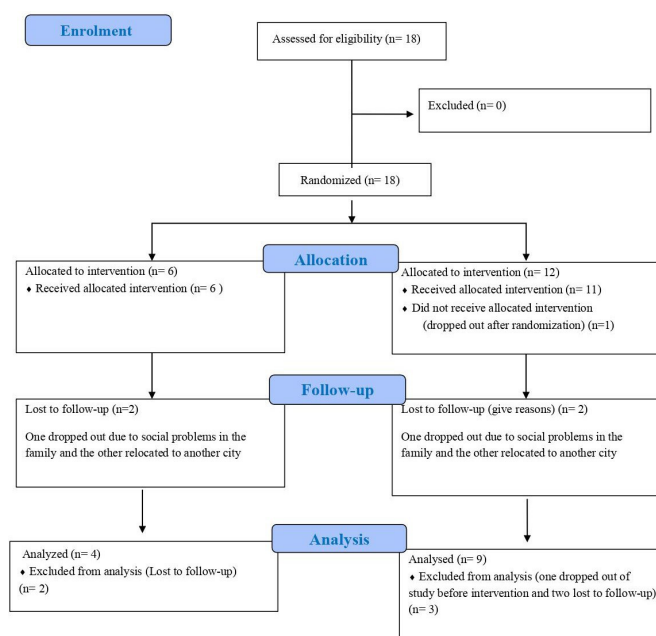 Enrolment
Assessed for eligibility (n= 18)
Excluded (n= 0)
Randomized (n= 18)
Allocation
Allocated to intervention (n= 6)
♦ Received allocated intervention (n= 6 )
Allocated to intervention (n= 12)
♦ Received allocated intervention (n= 11)
♦ Did not receive allocated intervention
(dropped out after randomization) (n=1)
Follow-up
Lost to follow-up (n=2)
One dropped out due to social problems in the
family and the other relocated to another city
Lost to follow-up (give reasons) (n= 2)
One dropped out due to social problems in the
family and the other relocated to another city
Analysis
Analyzed (n= 4)
♦ Excluded from analysis (Lost to follow-up)
(n= 2)
Analysed (n= 9)
♦ Excluded from analysis (one dropped out of
study before intervention and two lost to follow-up)
(n= 3)